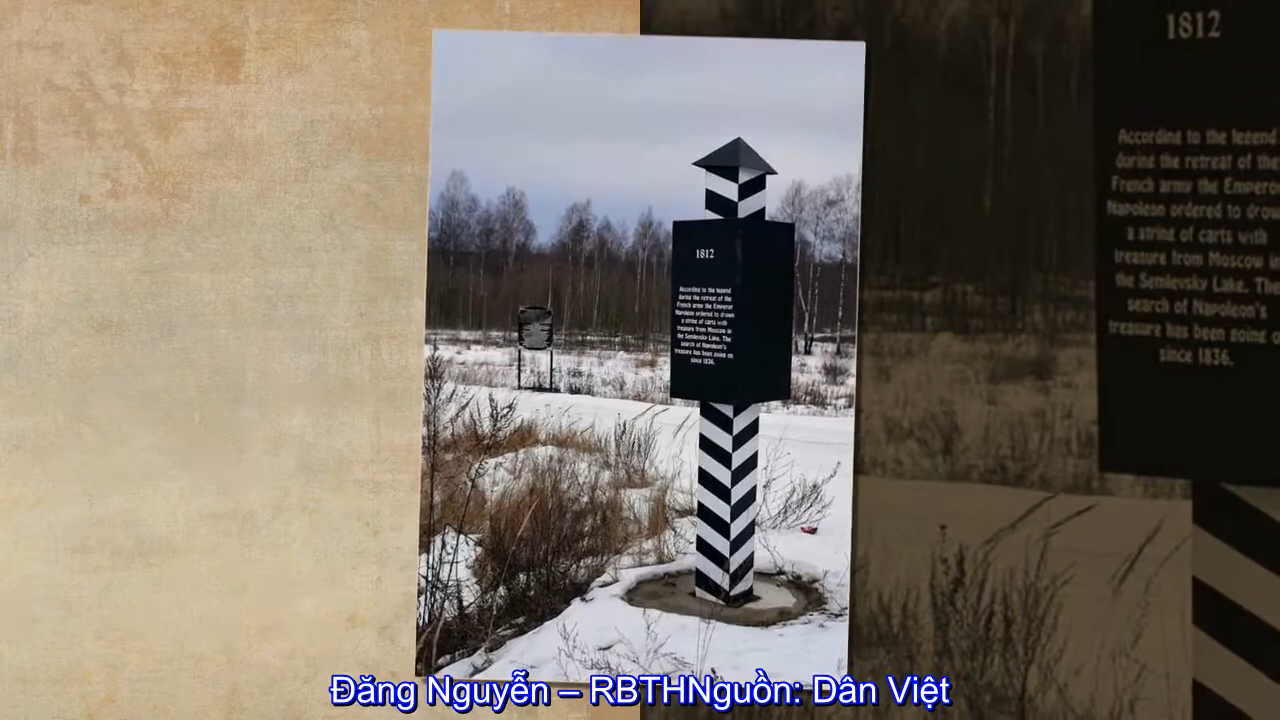 1812
According to the legend
during the retreat of the
French army the Emperor
Napoleon ordered to drown
a string of carts with
treasure from Moscow in
the Semlevsky Lake. The
search of Napoleon's
treasure has been going on
since 1836.
1812
According to the legend
during the retreat of the
French army the Emperor
Napoleon ordered to drown
a string of carts with
treasure from Moscow in
the Semlevsky Lake. The
search of Napoleon's
treasure has been going
since 1836.
Đăng Nguyễn – RBTHNguồn: Dân Việt